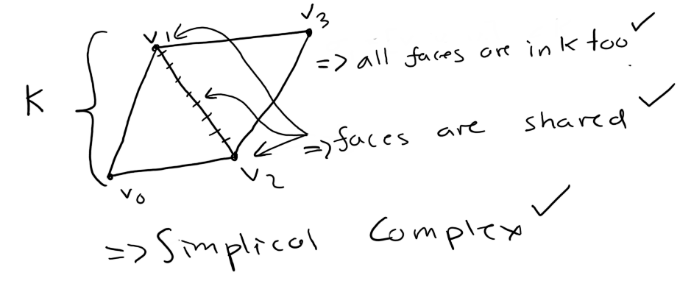 v3
v1
=> all faces are in k too ✓
K
=> faces are shared ✓
v2
v0
=> Simplical Complex ✓